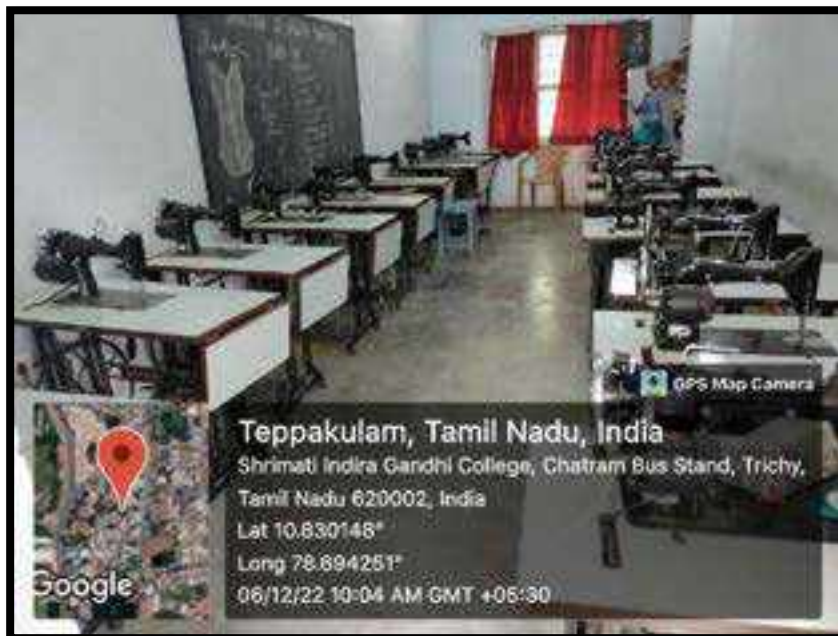 GPS Map Camera
Teppakulam, Tamil Nadu, India
Shrimati Indira Gandhi College, Chatram Bus Stand, Trichy,
Tamil Nadu 620002, India
Lat 10.830148°
Long 78.694251°
06/12/22 10:04 AM GMT +05:30
Google